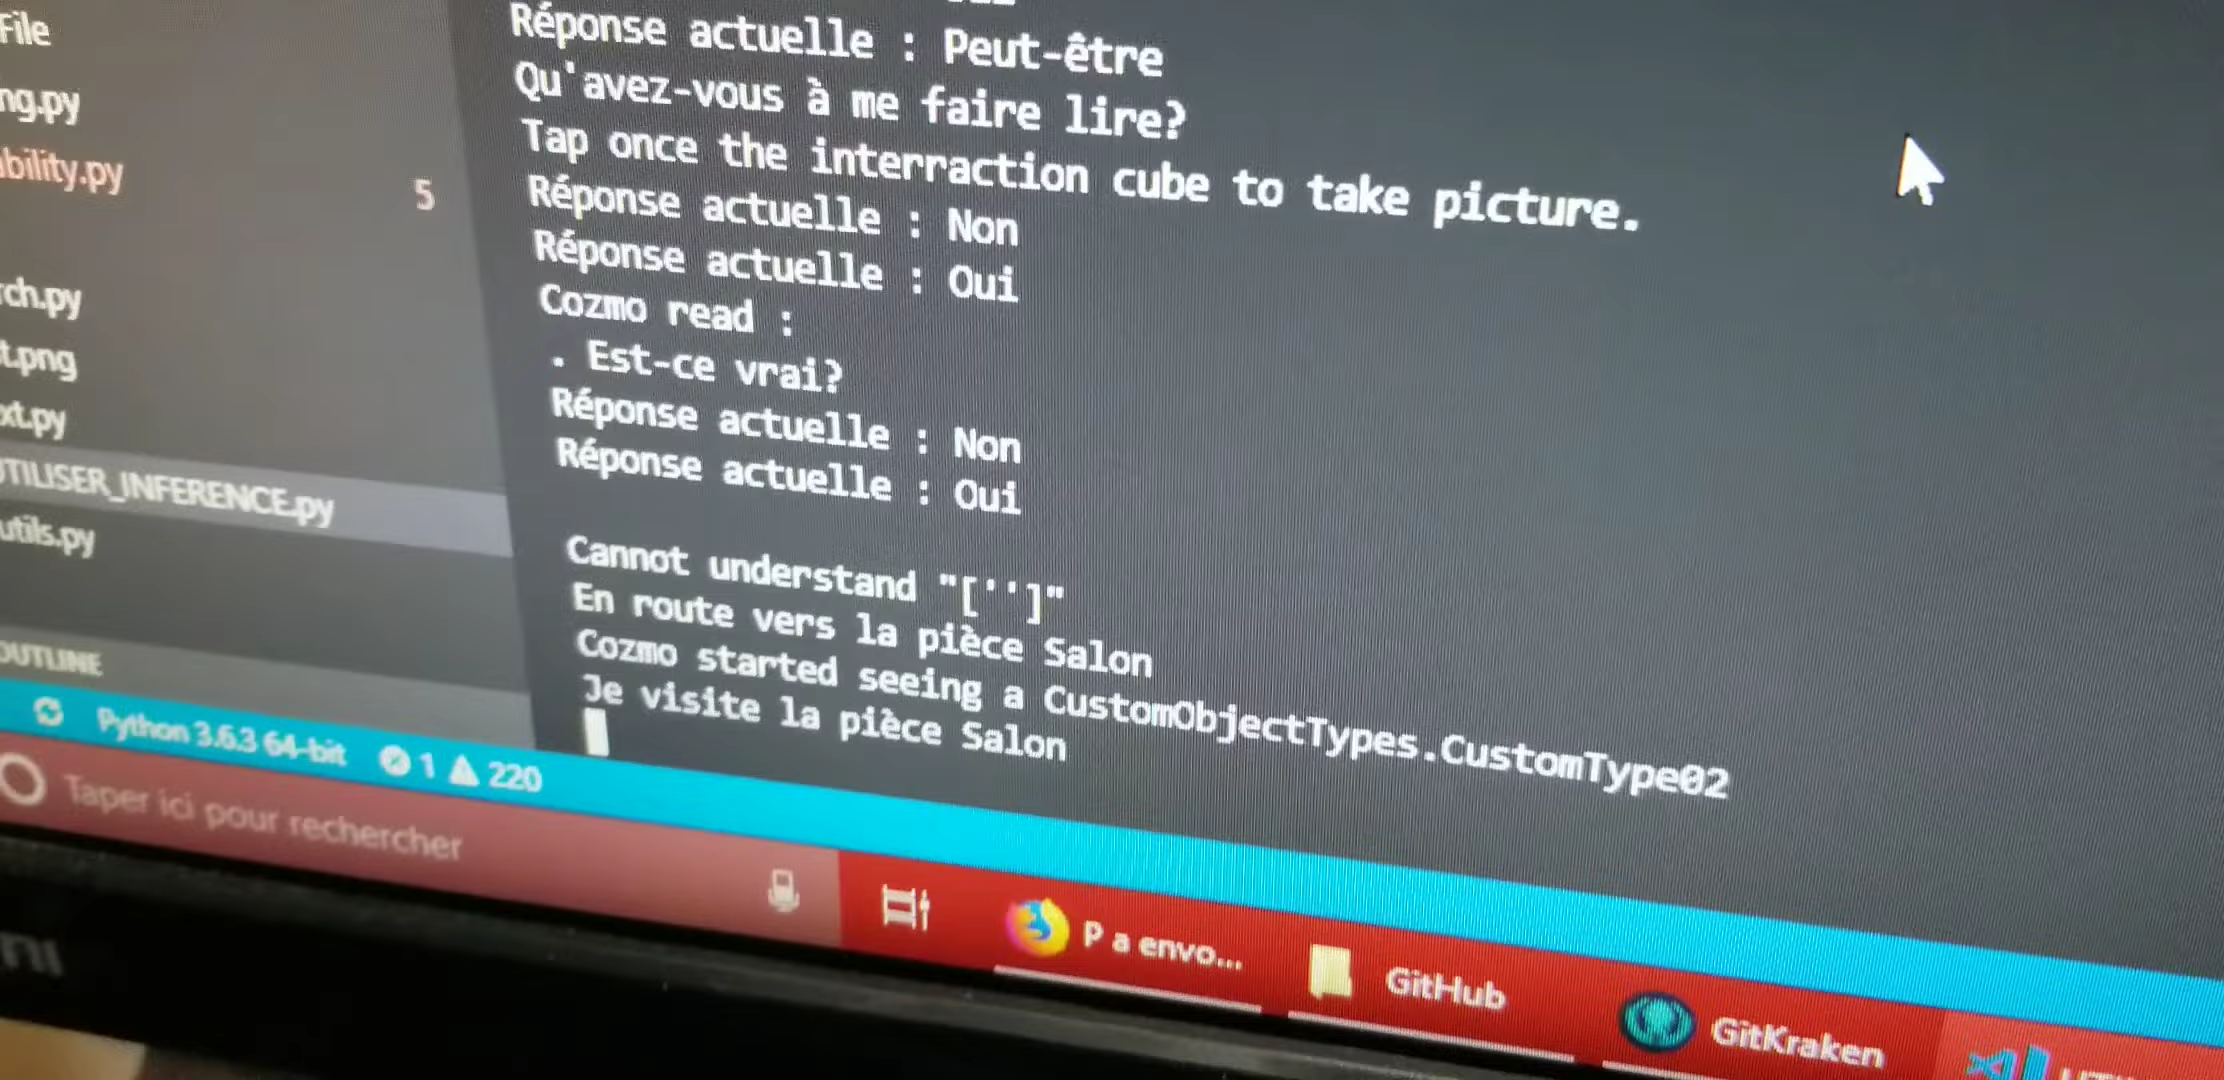 File
ng.py
bility.py
5
rch.py
t.png
xt.py
UTILISER_INFERENCE.py
utils.py
OUTLINE
Réponse actuelle : Peut-être
Qu'avez-vous à me faire lire?
Tap once the interraction cube to take picture.
Réponse actuelle : Non
Réponse actuelle : Oui
Cozmo read :
. Est-ce vrai?
Réponse actuelle : Non
Réponse actuelle : Oui
Cannot understand "['']"
En route vers la pièce Salon
Cozmo started seeing a CustomObjectTypes.CustomType02
Je visite la pièce Salon
Python 3.6.3 64-bit 1 220
Taper ici pour rechercher
P a envo...
GitHub
GitKraken